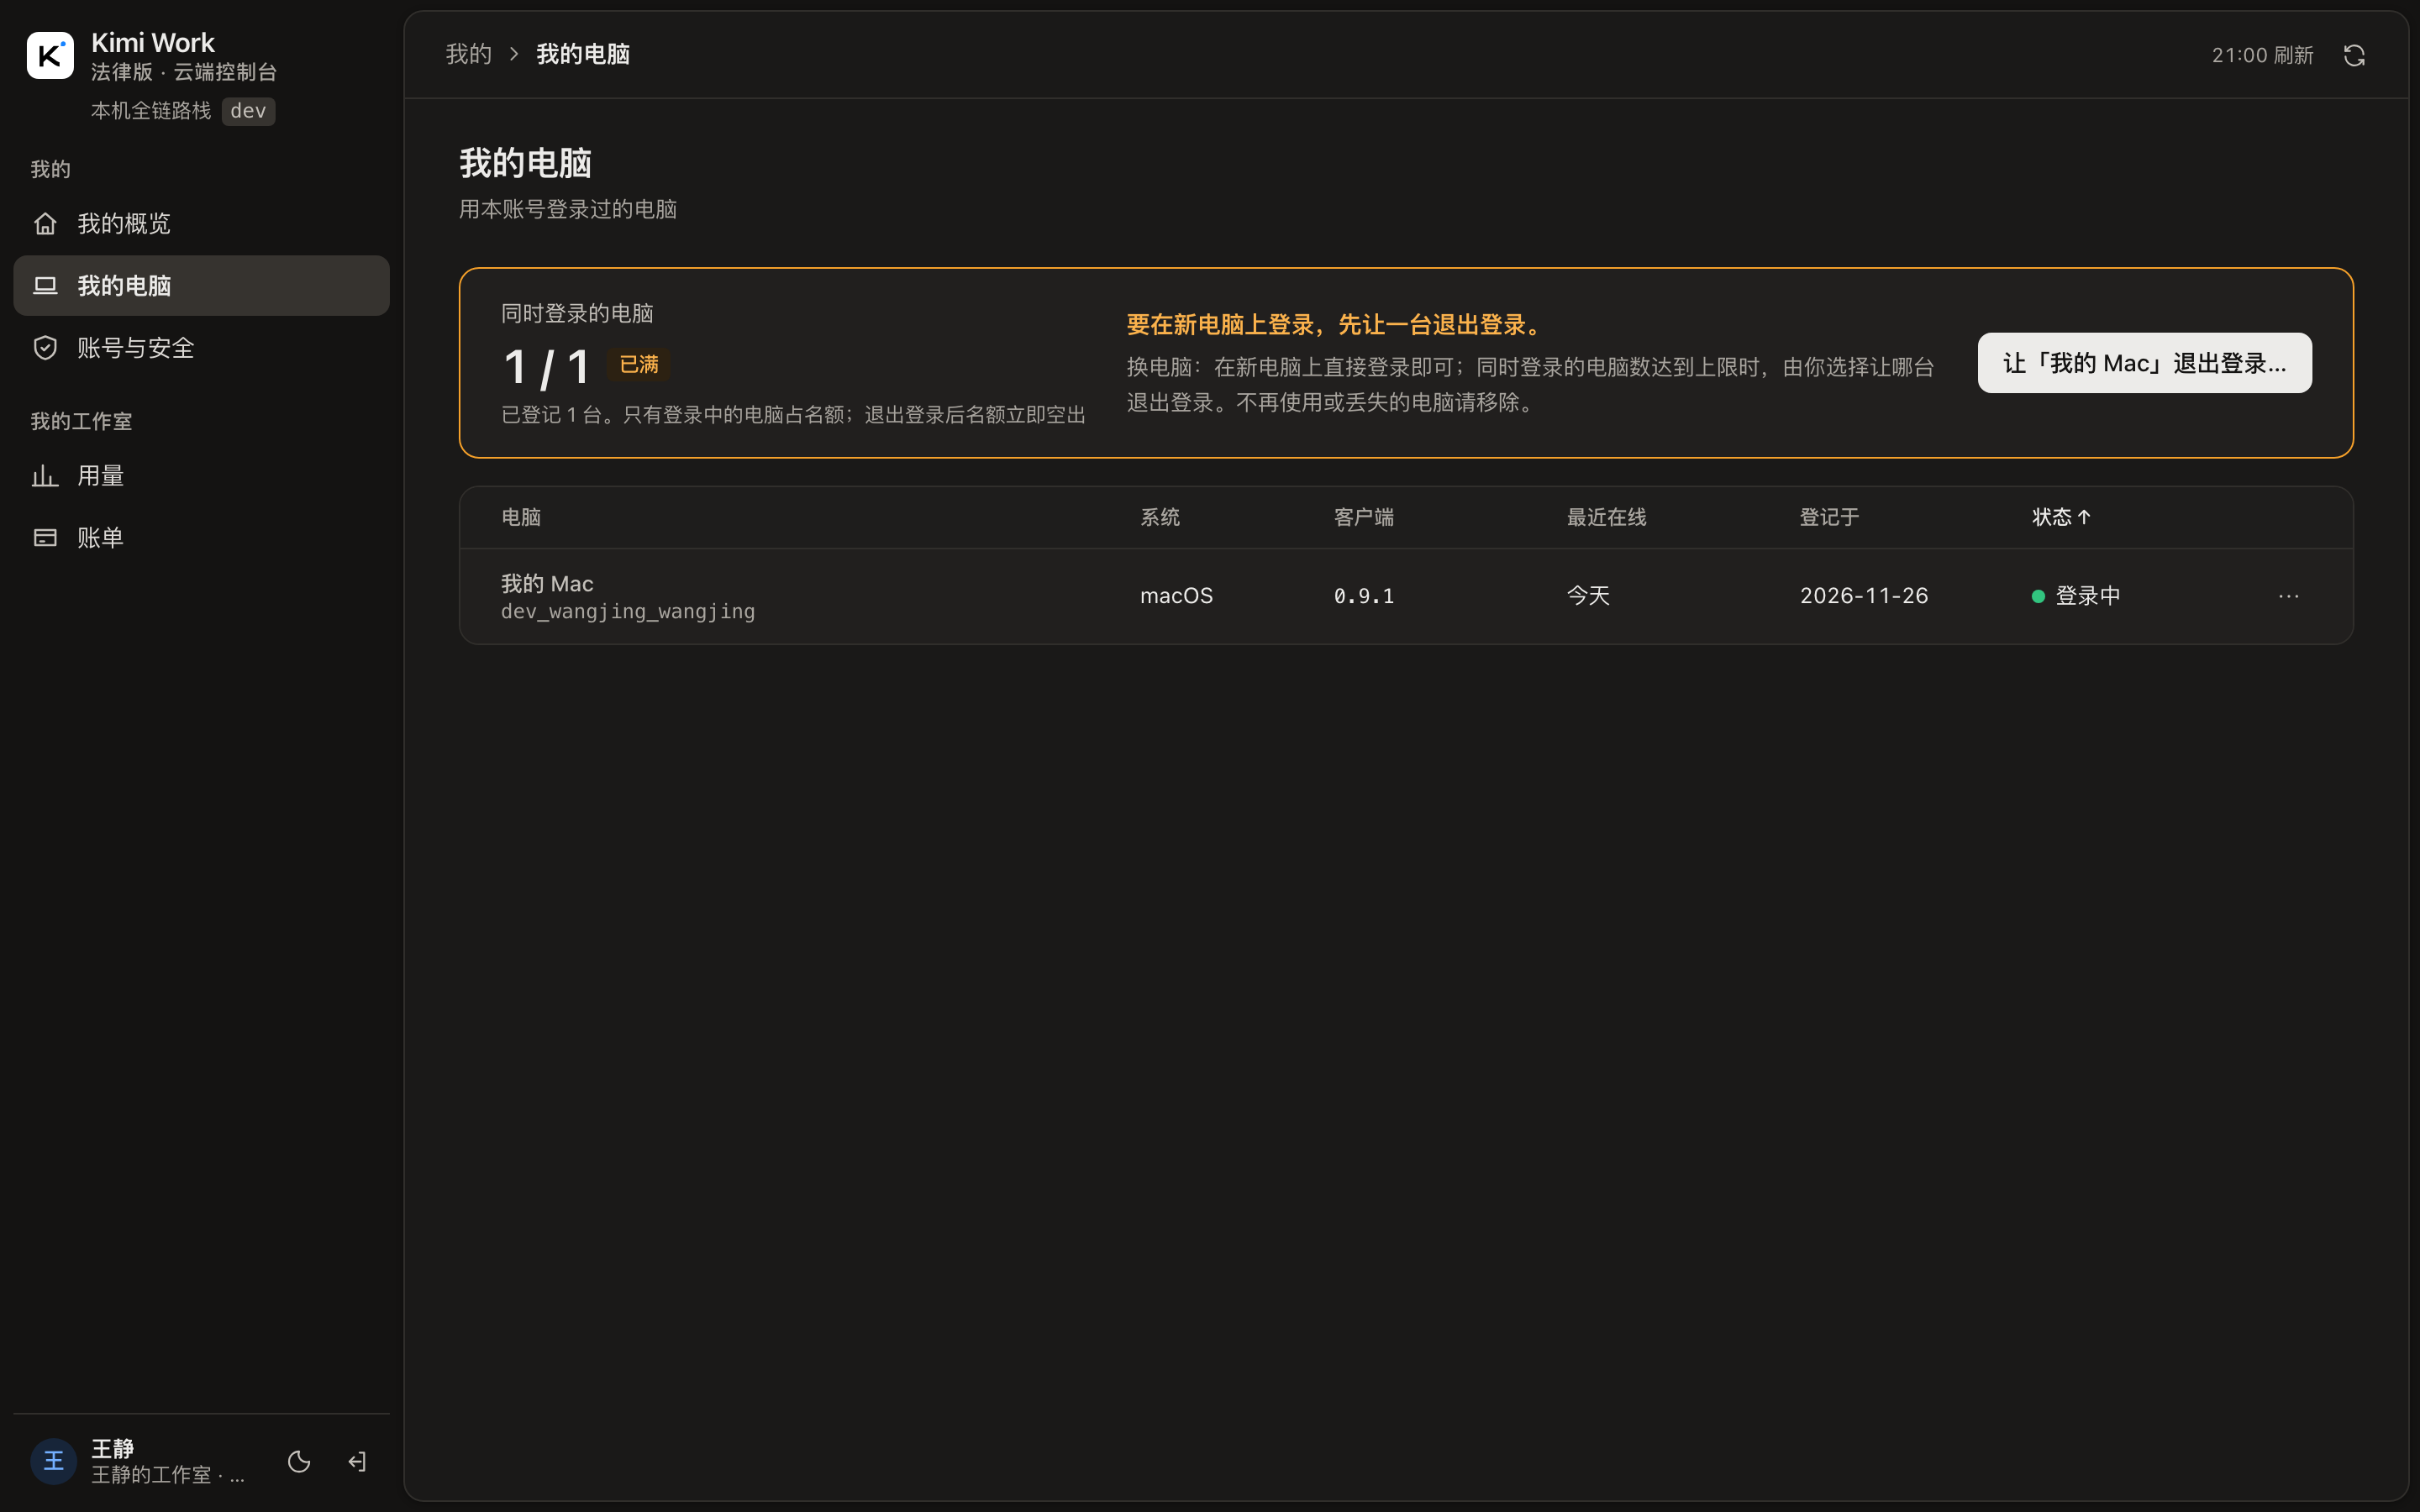 Kimi Work
法律版 · 云端控制台
本机全链路栈 dev
我的
我的概览
我的电脑
账号与安全
我的工作室
用量
账单
王
王静
王静的工作室 · ...
我的 > 我的电脑
21:00 刷新
我的电脑
用本账号登录过的电脑
同时登录的电脑
1 / 1 已满
已登记 1 台。只有登录中的电脑占名额；退出登录后名额立即空出
要在新电脑上登录，先让一台退出登录。
换电脑：在新电脑上直接登录即可；同时登录的电脑数达到上限时，由你选择让哪台
退出登录。不再使用或丢失的电脑请移除。
让「我的 Mac」退出登录...
电脑 系统 客户端 最近在线 登记于 状态 ↑
我的 Mac
dev_wangjing_wangjing
macOS 0.9.1 今天 2026-11-26 登录中 ...